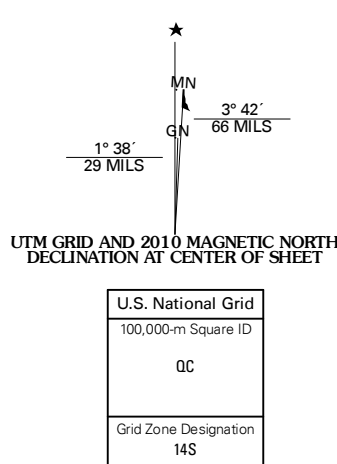 MN
3° 42´
66 MILS
GN
1° 38´
29 MILS
UTM GRID AND 2010 MAGNETIC NORTH
DECLINATION AT CENTER OF SHEET
U.S. National Grid
100,000-m Square ID
QC
Grid Zone Designation
14S